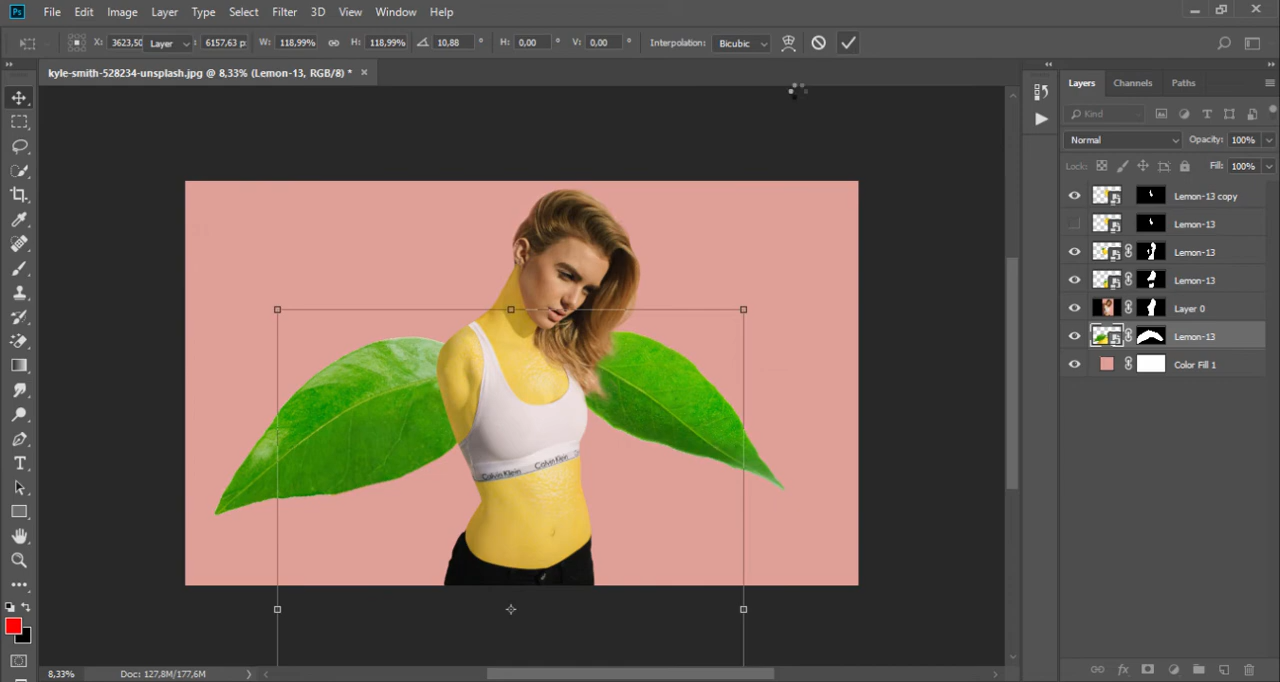 Ps File Edit Image Layer Type Select Filter 3D View Window Help
X: 3623,50 Layer : 6157,63 p W: 118,99% H: 118,99% 10,88 ° H: 0,00 ° V: 0,00 ° Interpolation: Bicubic
kyle-smith-528234-unsplash.jpg @ 8,33% (Lemon-13, RGB/8) * ×
Layers Channels Paths
Kind
Normal Opacity: 100%
Lock: Fill: 100%
Lemon-13 copy
Lemon-13
Lemon-13
Lemon-13
Layer 0
Lemon-13
Color Fill 1
Calvin Klein Calvin Klein
8,33% Doc: 127,8M/177,6M